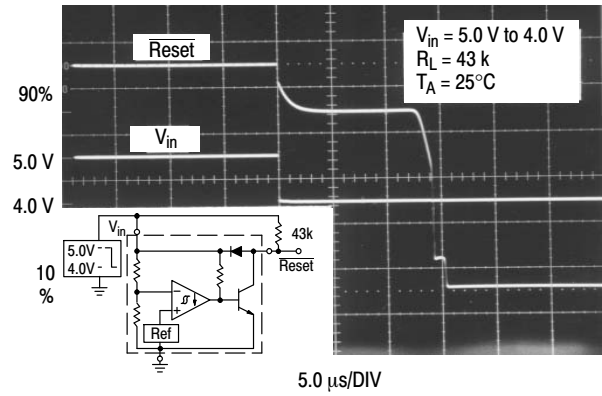 Reset
V_in = 5.0 V to 4.0 V
R_L = 43 k
T_A = 25°C
90%
V_in
5.0 V
4.0 V
V_in
43k
5.0V
4.0V
Reset
10
%
Ref
−
+
5.0 μs/DIV